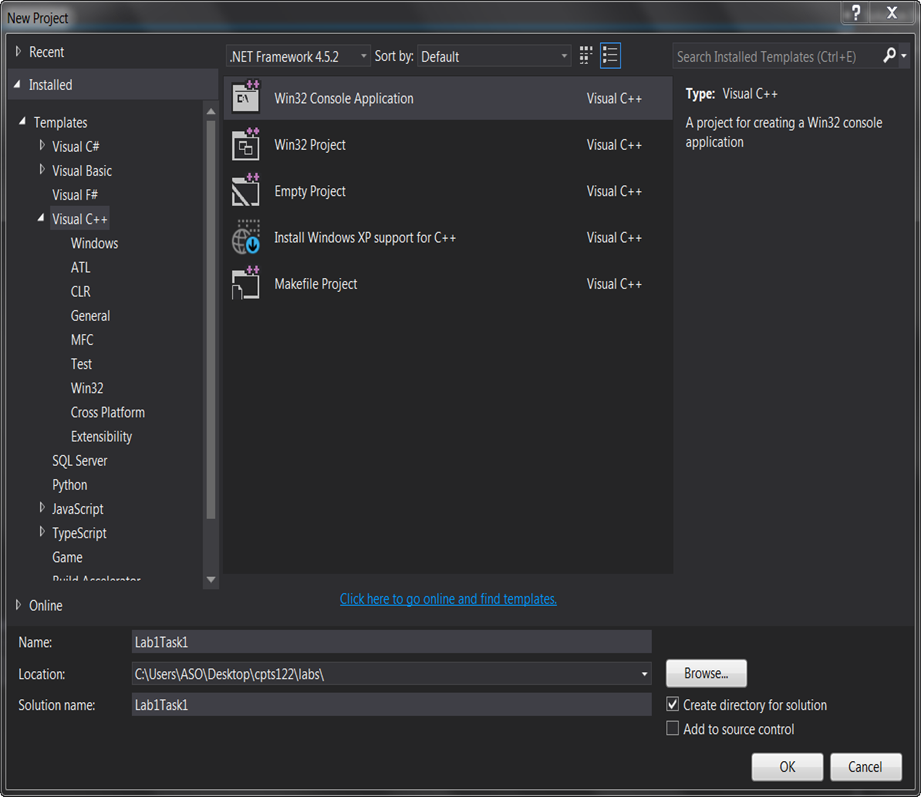 New Project
?
X
Recent
.NET Framework 4.5.2
Sort by: Default
Search Installed Templates (Ctrl+E)
Installed
Templates
Visual C#
Visual Basic
Visual F#
Visual C++
Windows
ATL
CLR
General
MFC
Test
Win32
Cross Platform
Extensibility
SQL Server
Python
JavaScript
TypeScript
Game
Build Accelerator
Online
Win32 Console Application Visual C++
Win32 Project Visual C++
Empty Project Visual C++
Install Windows XP support for C++ Visual C++
Makefile Project Visual C++
Click here to go online and find templates.
Type: Visual C++
A project for creating a Win32 console
application
Name: Lab1Task1
Location: C:\Users\ASO\Desktop\cpts122\labs\
Browse...
Solution name: Lab1Task1
Create directory for solution
Add to source control
OK
Cancel